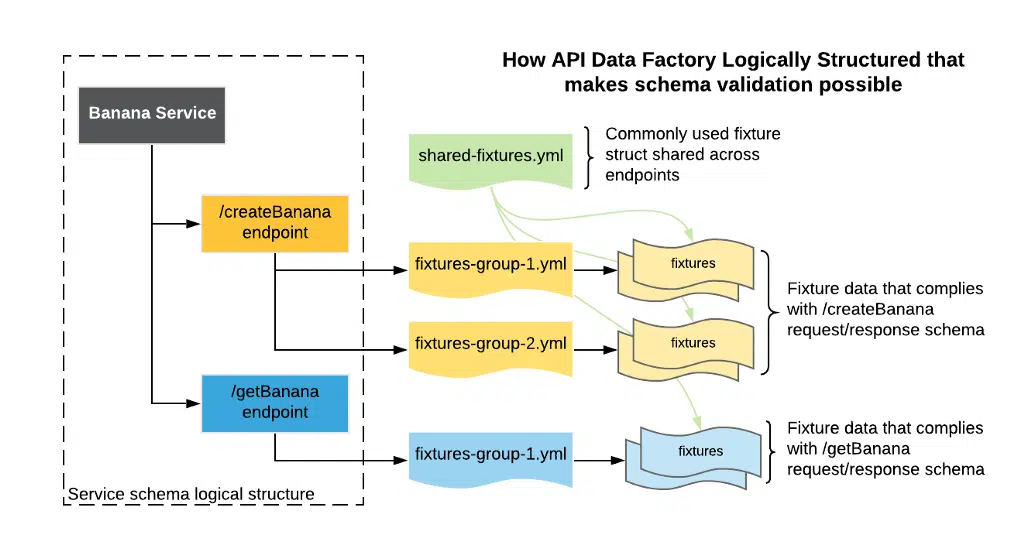 How API Data Factory Logically Structured that
makes schema validation possible
Banana Service
shared-fixtures.yml
Commonly used fixture
struct shared across
endpoints
/createBanana
endpoint
fixtures-group-1.yml
fixtures
Fixture data that complies
with /createBanana
request/response schema
fixtures-group-2.yml
fixtures
/getBanana
endpoint
fixtures-group-1.yml
fixtures
Fixture data that complies
with /getBanana
request/response schema
Service schema logical structure